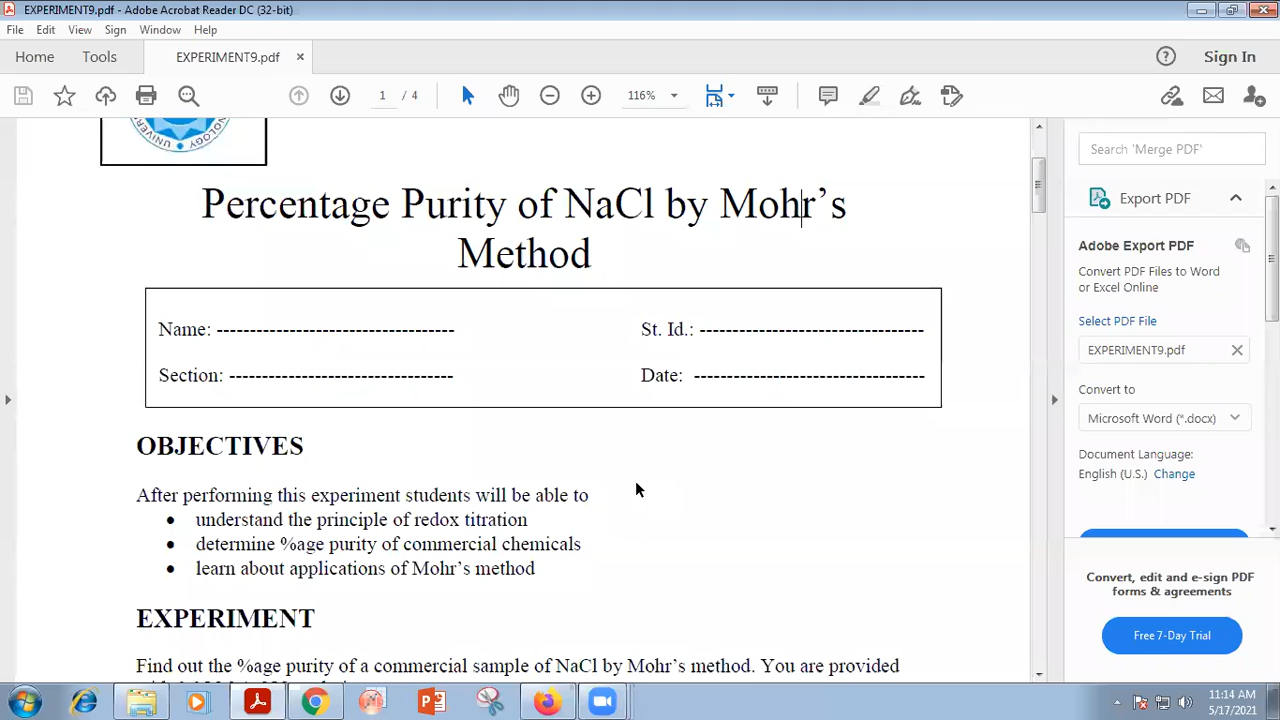 EXPERIMENT9.pdf - Adobe Acrobat Reader DC (32-bit)
File Edit View Sign Window Help
Home Tools EXPERIMENT9.pdf × Sign In
1 / 4 116%
Percentage Purity of NaCl by Mohr’s
Method
Name: ------------------------------------ St. Id.: ----------------------------------
Section: ---------------------------------- Date: -----------------------------------
OBJECTIVES
After performing this experiment students will be able to
• understand the principle of redox titration
• determine %age purity of commercial chemicals
• learn about applications of Mohr’s method
EXPERIMENT
Find out the %age purity of a commercial sample of NaCl by Mohr’s method. You are provided
Search 'Merge PDF'
Export PDF
Adobe Export PDF
Convert PDF Files to Word
or Excel Online
Select PDF File
EXPERIMENT9.pdf
Convert to
Microsoft Word (*.docx)
Document Language:
English (U.S.) Change
Convert, edit and e-sign PDF
forms & agreements
Free 7-Day Trial
11:14 AM
5/17/2021